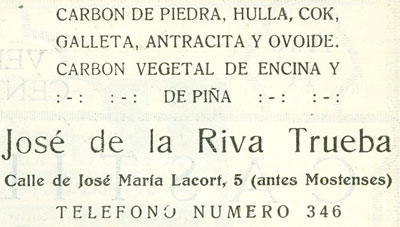 CARBON DE PIEDRA, HULLA, COK,
GALLETA, ANTRACITA Y OVOIDE.
CARBON VEGETAL DE ENCINA Y
:-: :-: DE PIÑA :-: :-:
José de la Riva Trueba
Calle de José María Lacort, 5 (antes Mostenses)
TELEFONO NUMERO 346